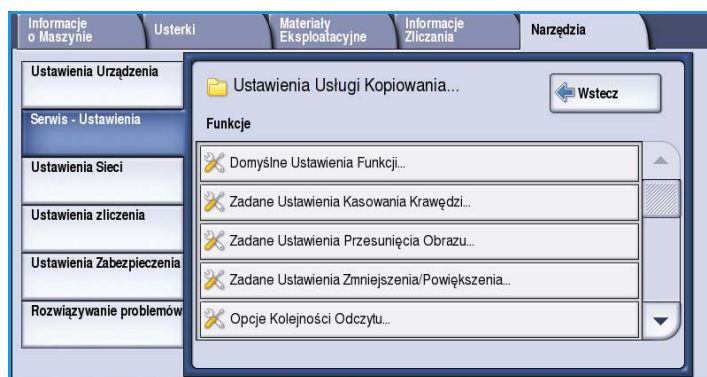 Informacje
o Maszynie
Usterki
Materiały
Eksploatacyjne
Informacje
Zliczania
Narzędzia
Ustawienia Urządzenia
Serwis - Ustawienia
Ustawienia Sieci
Ustawienia zliczenia
Ustawienia Zabezpieczenia
Rozwiązywanie problemów
Ustawienia Usługi Kopiowania...
Wstecz
Funkcje
Domyślne Ustawienia Funkcji...
Zadane Ustawienia Kasowania Krawędzi...
Zadane Ustawienia Przesunięcia Obrazu...
Zadane Ustawienia Zmniejszenia/Powiększenia...
Opcje Kolejności Odczytu...